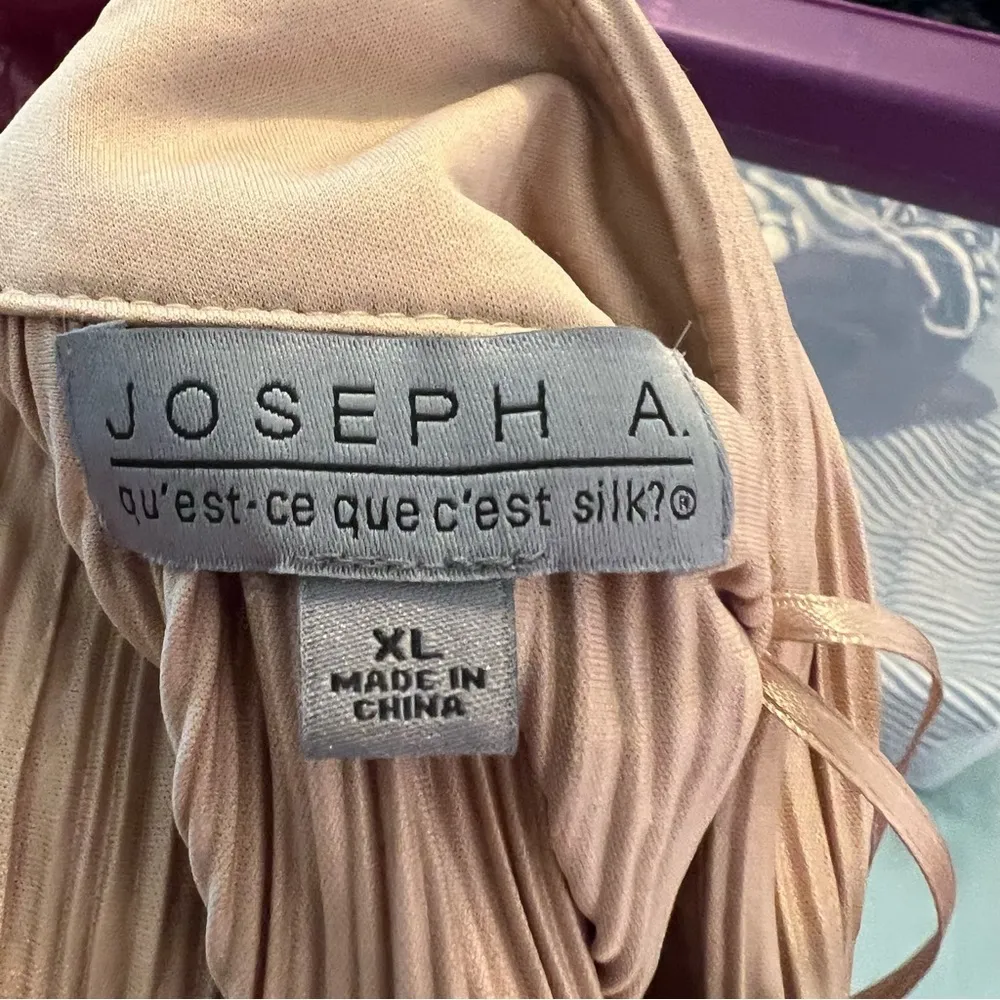 JOSEPH A.
qu'est-ce que c'est silk?®
XL
MADE IN
CHINA